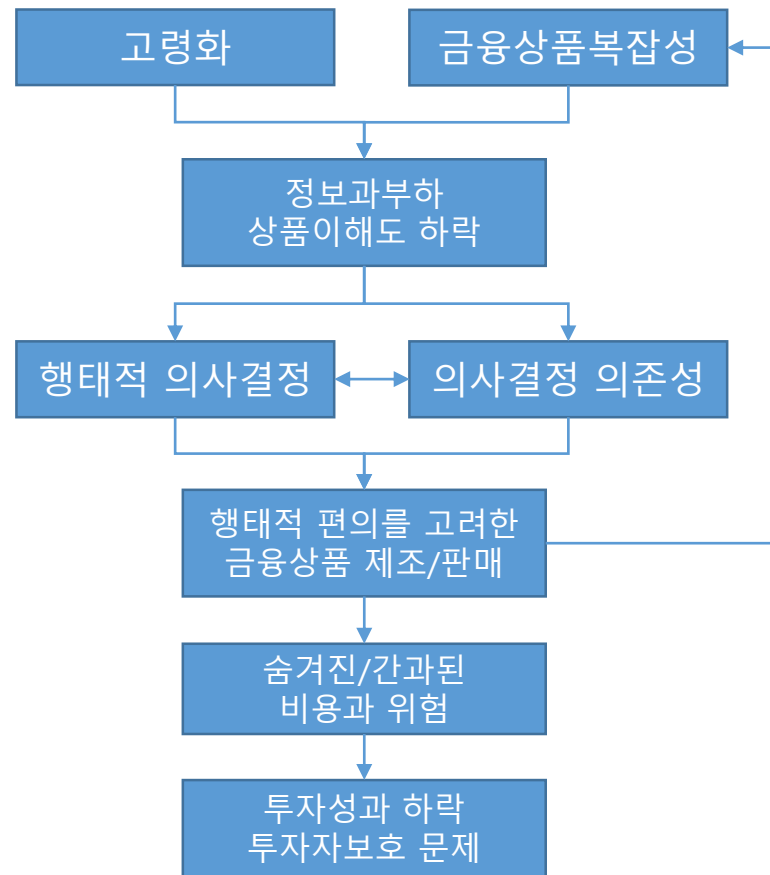 고령화
금융상품복잡성
정보과부하
상품이해도 하락
행태적 의사결정
의사결정 의존성
행태적 편의를 고려한
금융상품 제조/판매
숨겨진/간과된
비용과 위험
투자성과 하락
투자자보호 문제